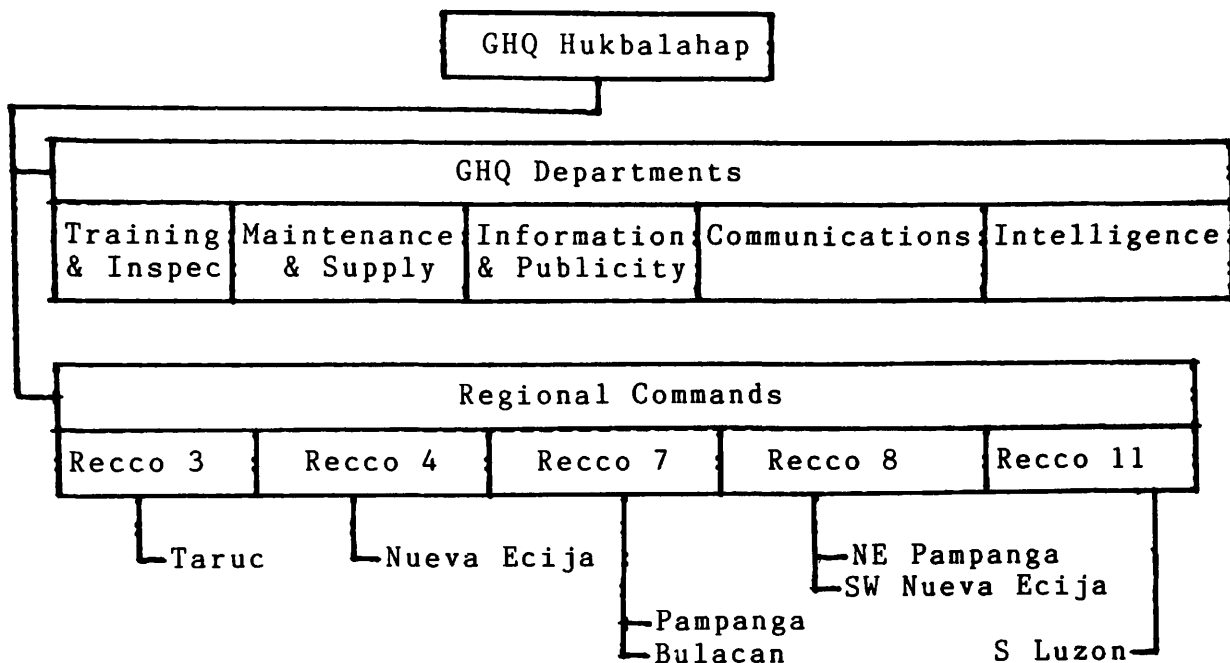 GHQ Hukbalahap
GHQ Departments
Training & Inspec
Maintenance & Supply
Information & Publicity
Communications
Intelligence
Regional Commands
Recco 3
Recco 4
Recco 7
Recco 8
Recco 11
Taruc
Nueva Ecija
Pampanga
Bulacan
NE Pampanga
SW Nueva Ecija
S Luzon